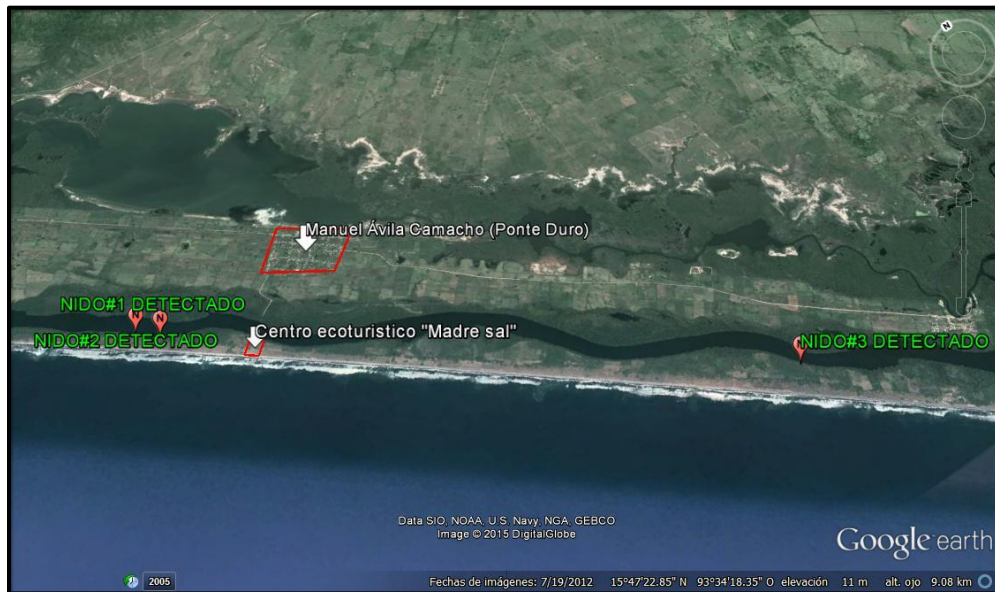 N
Manuel Ávila Camacho (Ponte Duro)
NIDO#1 DETECTADO
N
N
NIDO#2 DETECTADO
Centro ecoturistico "Madre sal"
NIDO#3 DETECTADO
Data SIO, NOAA, U.S. Navy, NGA, GEBCO
Image © 2015 DigitalGlobe
Google earth
2005
Fechas de imágenes: 7/19/2012 15°47'22.85" N 93°34'18.35" O elevación 11 m alt. ojo 9.08 km